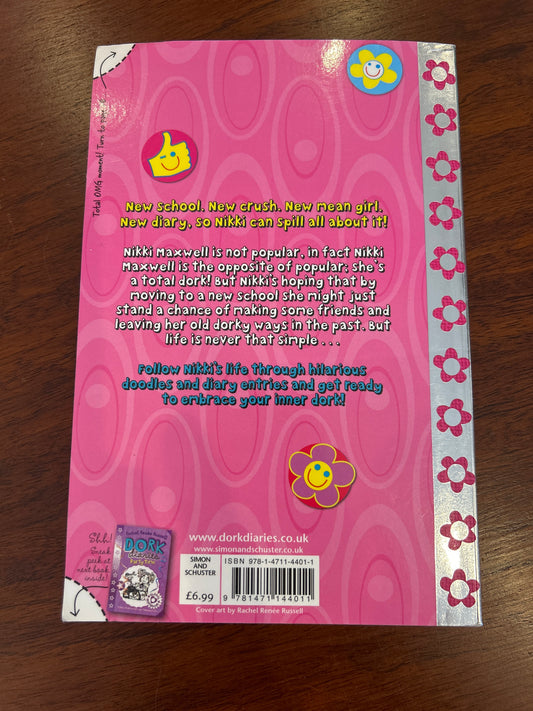 Total OMG moment! Turn to
New school. New crush. New mean girl.
New diary, so Nikki can spill all about it!
Nikki Maxwell is not popular, in fact Nikki
Maxwell is the opposite of popular: she's
a total dork! But Nikki's hoping that by
moving to a new school she might just
stand a chance of making some friends and
leaving her old dorky ways in the past. But
life is never that simple . . .
Follow Nikki's life through hilarious
doodles and diary entries and get ready
to embrace your inner dork!
Shh!
Sneak
peek at
next book
inside!
Rachel Renée Russell
DORK
DIARIES
Party Time
www.dorkdiaries.co.uk
www.simonandschuster.co.uk
SIMON
AND
SCHUSTER
£6.99
ISBN 978-1-4711-4401-1
9 781471 144011
Cover art by Rachel Renée Russell